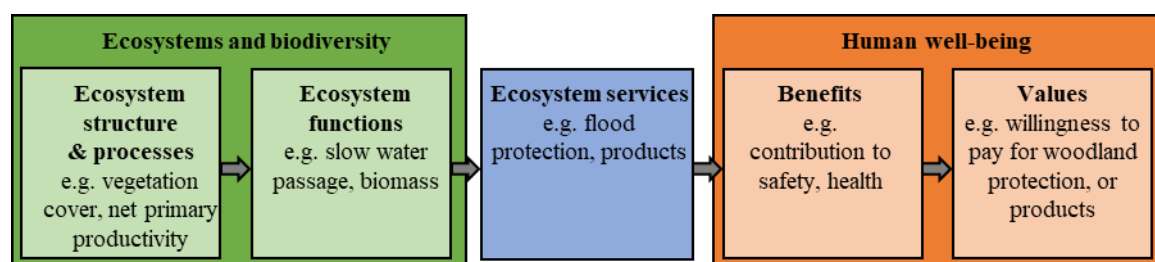 Ecosystems and biodiversity
Ecosystem
structure
& processes
e.g. vegetation
cover, net primary
productivity
Ecosystem
functions
e.g. slow water
passage, biomass
Ecosystem services
e.g. flood
protection, products
Human well-being
Benefits
e.g.
contribution to
safety, health
Values
e.g. willingness to
pay for woodland
protection, or
products